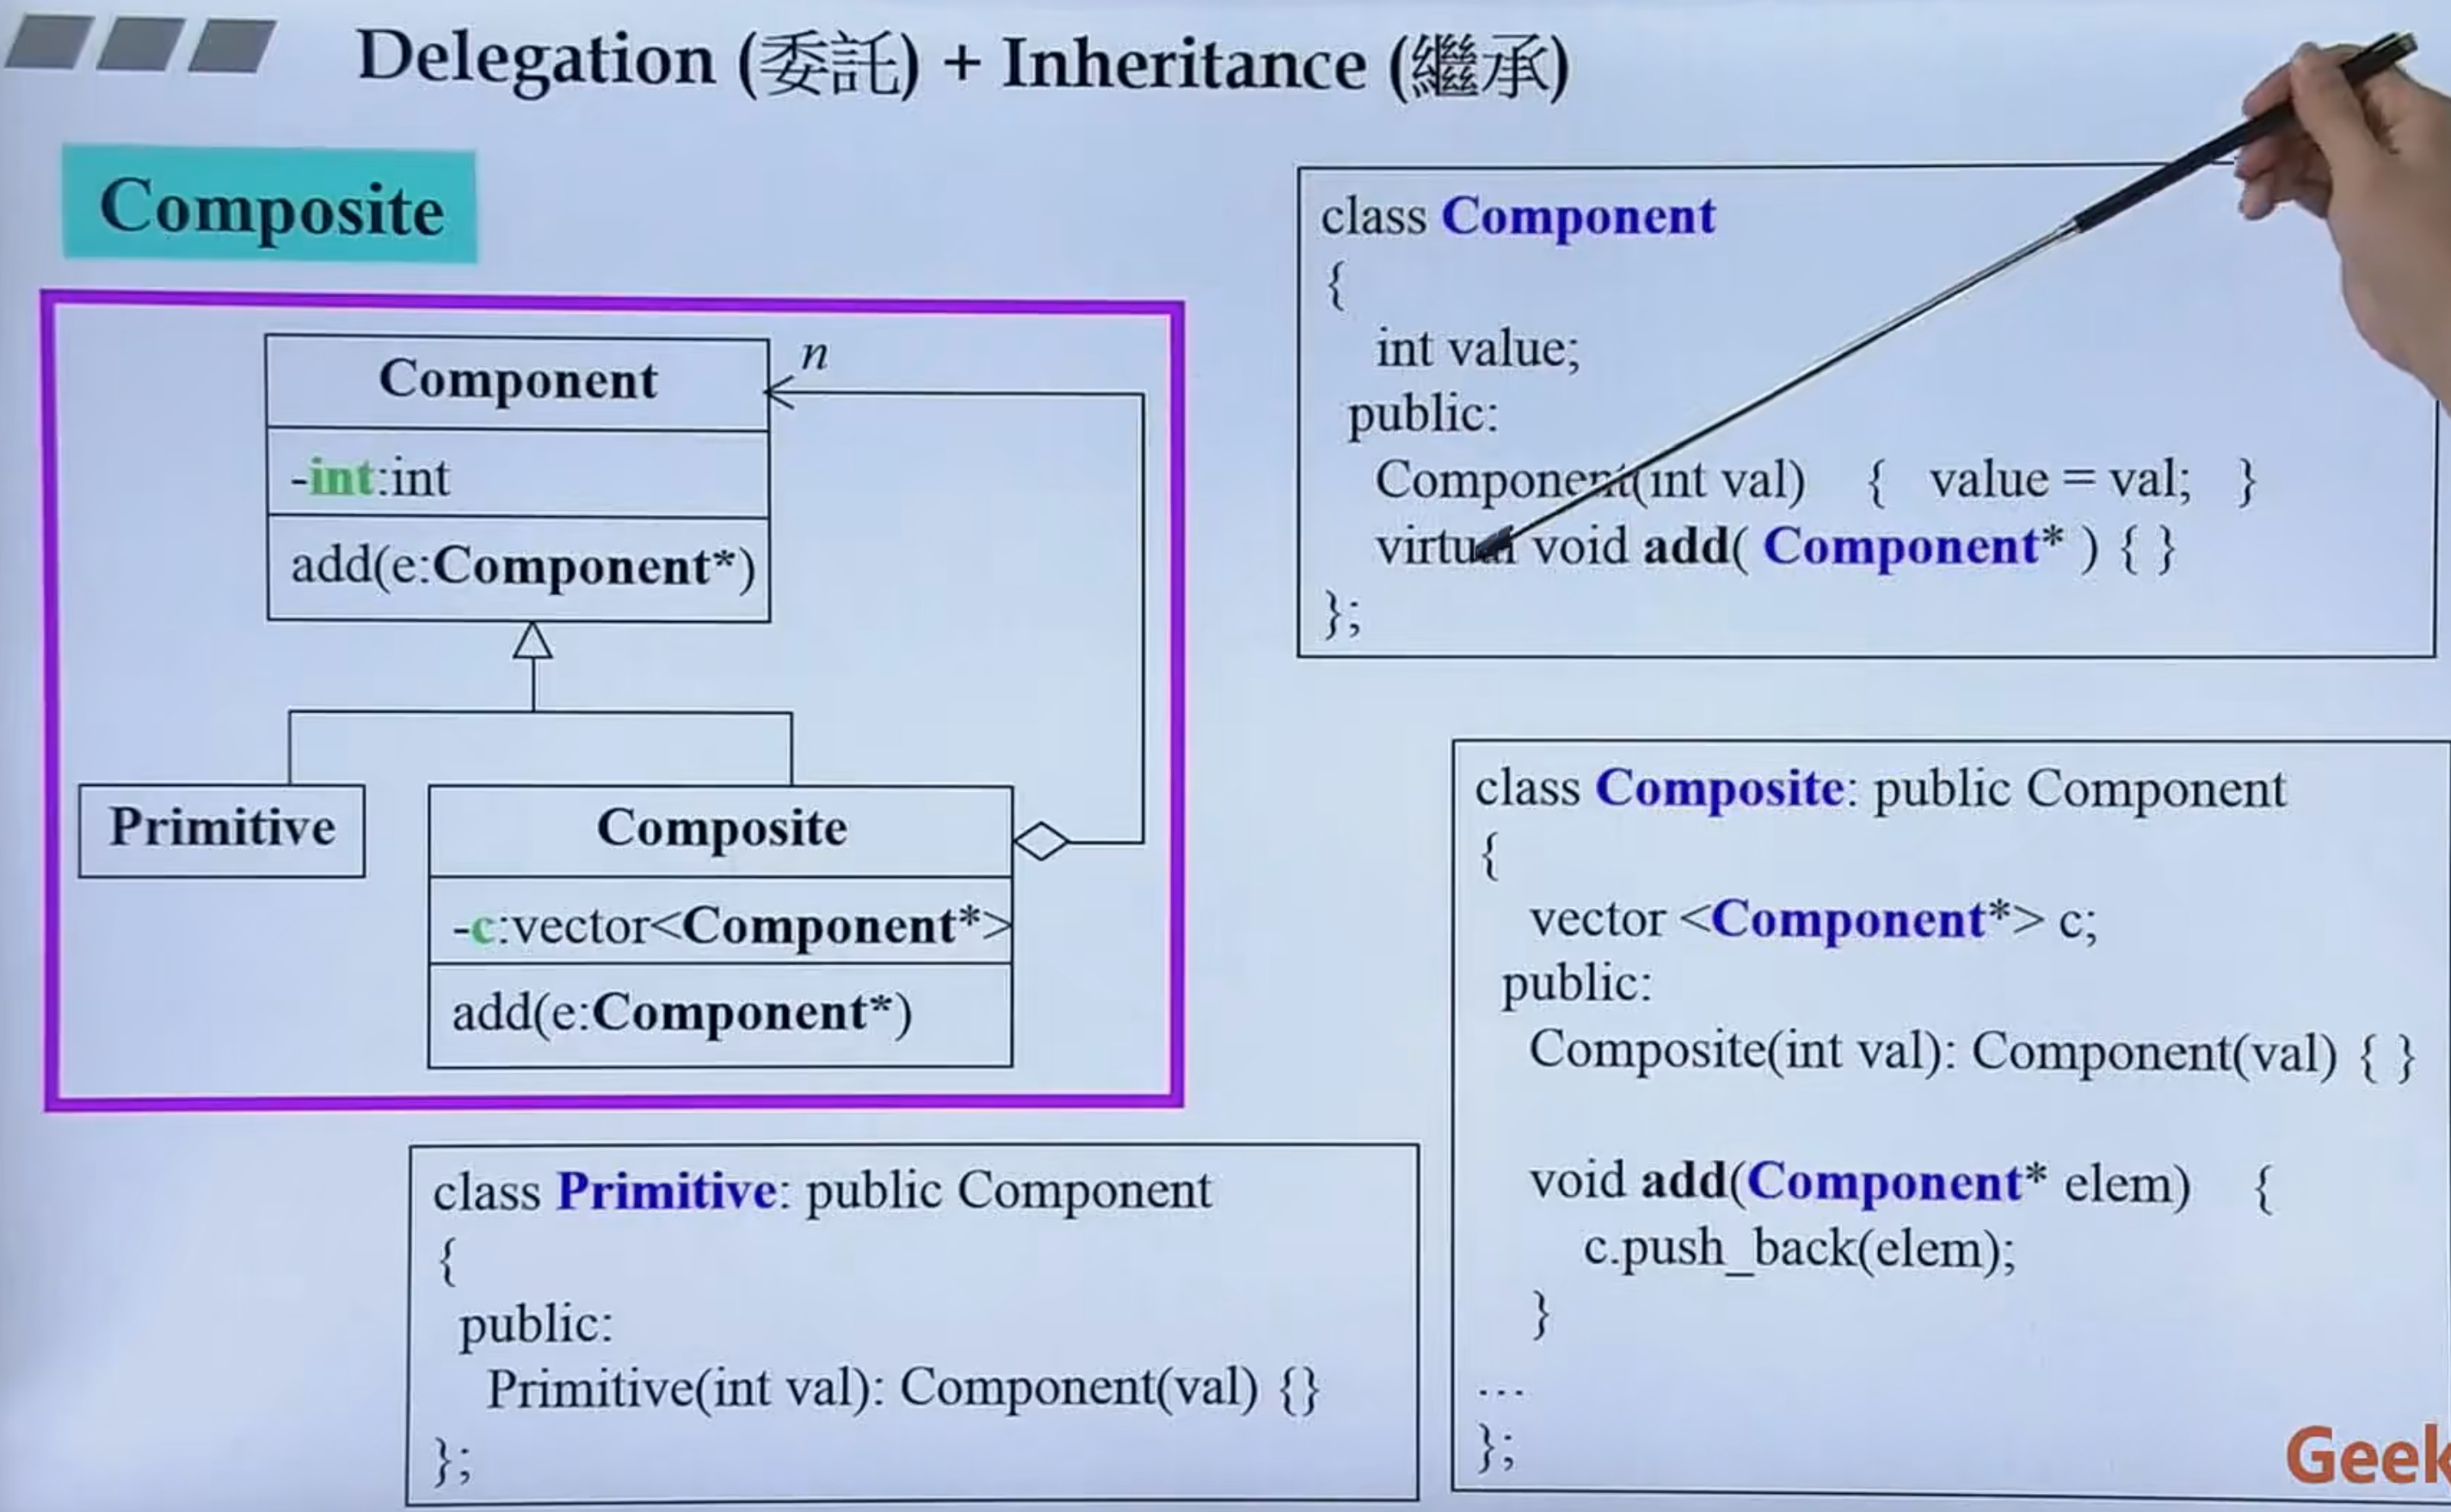 Delegation (委託) + Inheritance (繼承)
Composite
Component
n
-int:int
add(e:Component*)
Primitive
Composite
-c:vector<Component*>
add(e:Component*)
class Component
{
int value;
public:
Component(int val) { value = val; }
virtual void add( Component* ) { }
};
class Composite: public Component
{
vector <Component*> c;
public:
Composite(int val): Component(val) { }
void add(Component* elem) {
c.push_back(elem);
}
...
};
class Primitive: public Component
{
public:
Primitive(int val): Component(val) {}
};
Geek